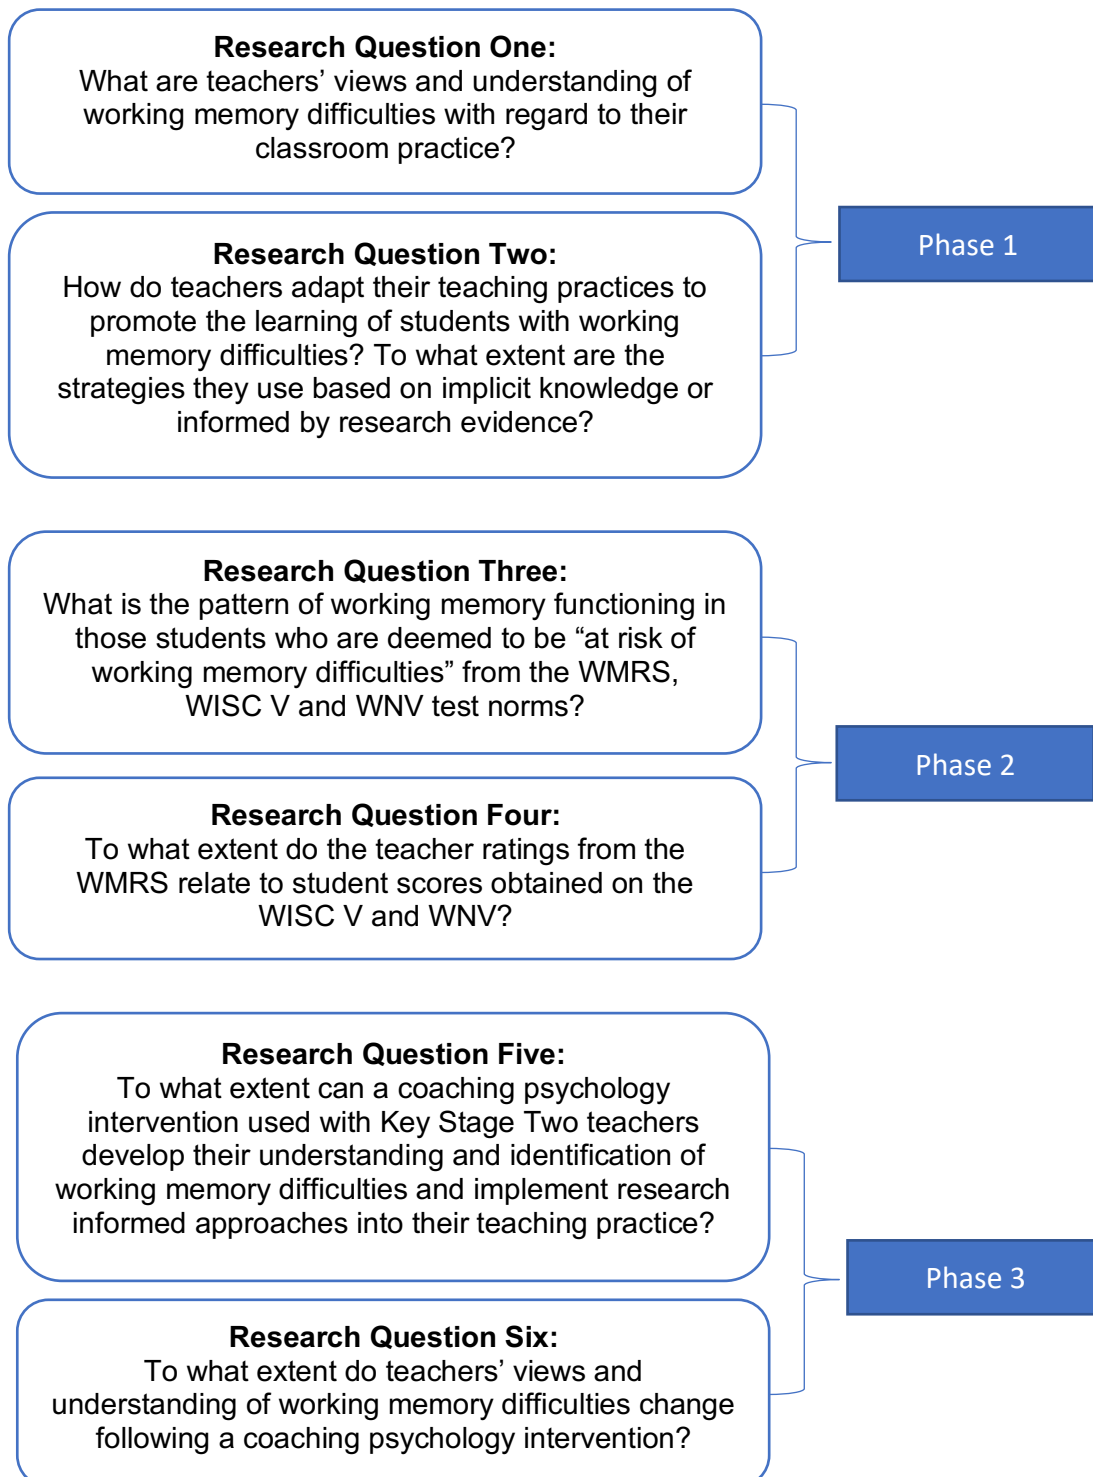 Research Question One:
What are teachers’ views and understanding of
working memory difficulties with regard to their
classroom practice?
Research Question Two:
How do teachers adapt their teaching practices to
promote the learning of students with working
memory difficulties? To what extent are the
strategies they use based on implicit knowledge or
informed by research evidence?
Phase 1
Research Question Three:
What is the pattern of working memory functioning in
those students who are deemed to be “at risk of
working memory difficulties” from the WMRS,
WISC V and WNV test norms?
Research Question Four:
To what extent do the teacher ratings from the
WMRS relate to student scores obtained on the
WISC V and WNV?
Phase 2
Research Question Five:
To what extent can a coaching psychology
intervention used with Key Stage Two teachers
develop their understanding and identification of
working memory difficulties and implement research
informed approaches into their teaching practice?
Research Question Six:
To what extent do teachers’ views and
understanding of working memory difficulties change
following a coaching psychology intervention?
Phase 3